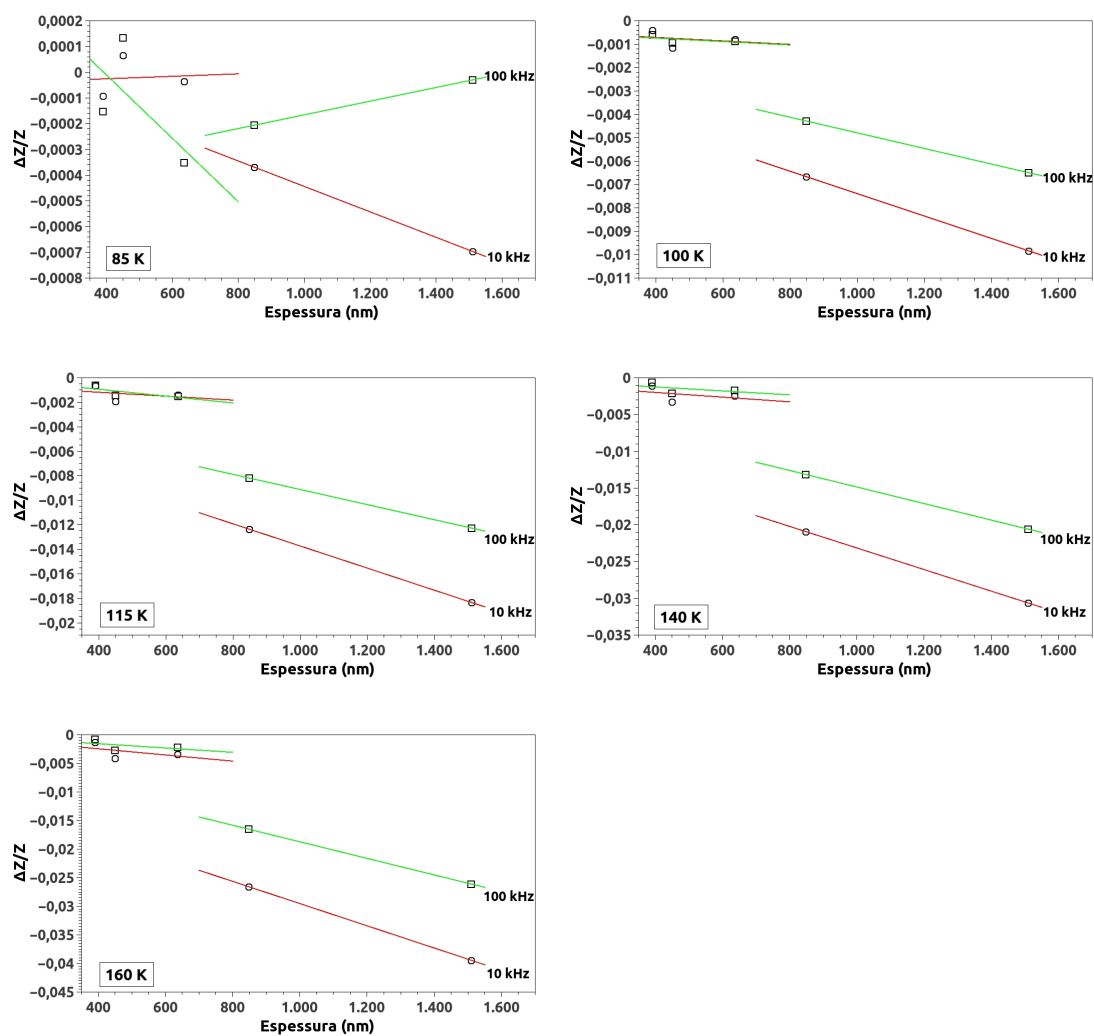 0,0002
0,0001
0
−0,0001
−0,0002
−0,0003
−0,0004
−0,0005
−0,0006
−0,0007
−0,0008
ΔZ/Z
100 kHz
10 kHz
85 K
400 600 800 1.000 1.200 1.400 1.600
Espessura (nm)
0
−0,001
−0,002
−0,003
−0,004
−0,005
−0,006
−0,007
−0,008
−0,009
−0,01
−0,011
ΔZ/Z
100 kHz
10 kHz
100 K
400 600 800 1.000 1.200 1.400 1.600
Espessura (nm)
0
−0,002
−0,004
−0,006
−0,008
−0,01
−0,012
−0,014
−0,016
−0,018
−0,02
ΔZ/Z
100 kHz
10 kHz
115 K
400 600 800 1.000 1.200 1.400 1.600
Espessura (nm)
0
−0,005
−0,01
−0,015
−0,02
−0,025
−0,03
−0,035
ΔZ/Z
100 kHz
10 kHz
140 K
400 600 800 1.000 1.200 1.400 1.600
Espessura (nm)
0
−0,005
−0,01
−0,015
−0,02
−0,025
−0,03
−0,035
−0,04
−0,045
ΔZ/Z
100 kHz
10 kHz
160 K
400 600 800 1.000 1.200 1.400 1.600
Espessura (nm)